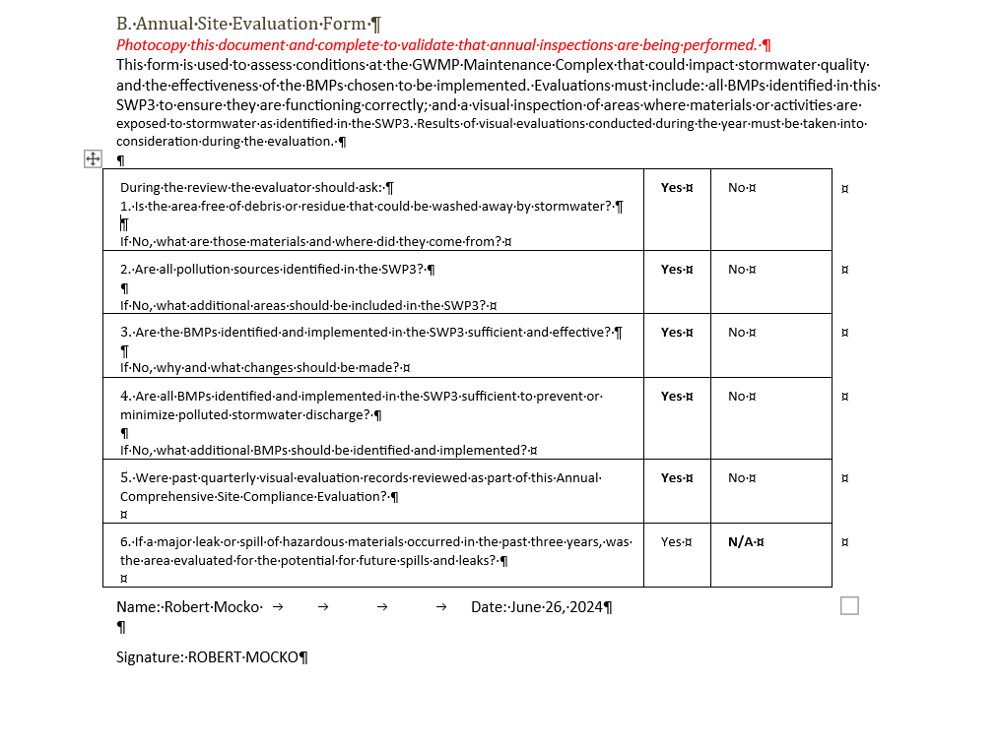 B. Annual Site Evaluation Form ¶
Photocopy this document and complete to validate that annual inspections are being performed. ¶
This form is used to assess conditions at the GWMP Maintenance Complex that could impact stormwater quality
and the effectiveness of the BMPs chosen to be implemented. Evaluations must include: all BMPs identified in this
SWP3 to ensure they are functioning correctly; and a visual inspection of areas where materials or activities are
exposed to stormwater as identified in the SWP3. Results of visual evaluations conducted during the year must be taken into
consideration during the evaluation. ¶
¶
During the review the evaluator should ask: ¶ Yes ¤ No ¤ ¤
1. Is the area free of debris or residue that could be washed away by stormwater? ¶
¶
If No, what are those materials and where did they come from? ¤
2. Are all pollution sources identified in the SWP3? ¶ Yes ¤ No ¤ ¤
¶
If No, what additional areas should be included in the SWP3? ¤
3. Are the BMPs identified and implemented in the SWP3 sufficient and effective? ¶ Yes ¤ No ¤ ¤
¶
If No, why and what changes should be made? ¤
4. Are all BMPs identified and implemented in the SWP3 sufficient to prevent or Yes ¤ No ¤ ¤
minimize polluted stormwater discharge? ¶
¶
If No, what additional BMPs should be identified and implemented? ¤
5. Were past quarterly visual evaluation records reviewed as part of this Annual Yes ¤ No ¤ ¤
Comprehensive Site Compliance Evaluation? ¶
¤
6. If a major leak or spill of hazardous materials occurred in the past three years, was Yes ¤ N/A ¤ ¤
the area evaluated for the potential for future spills and leaks? ¶
¤
Name: Robert Mocko → → → → Date: June 26, 2024¶
¶
Signature: ROBERT MOCKO¶